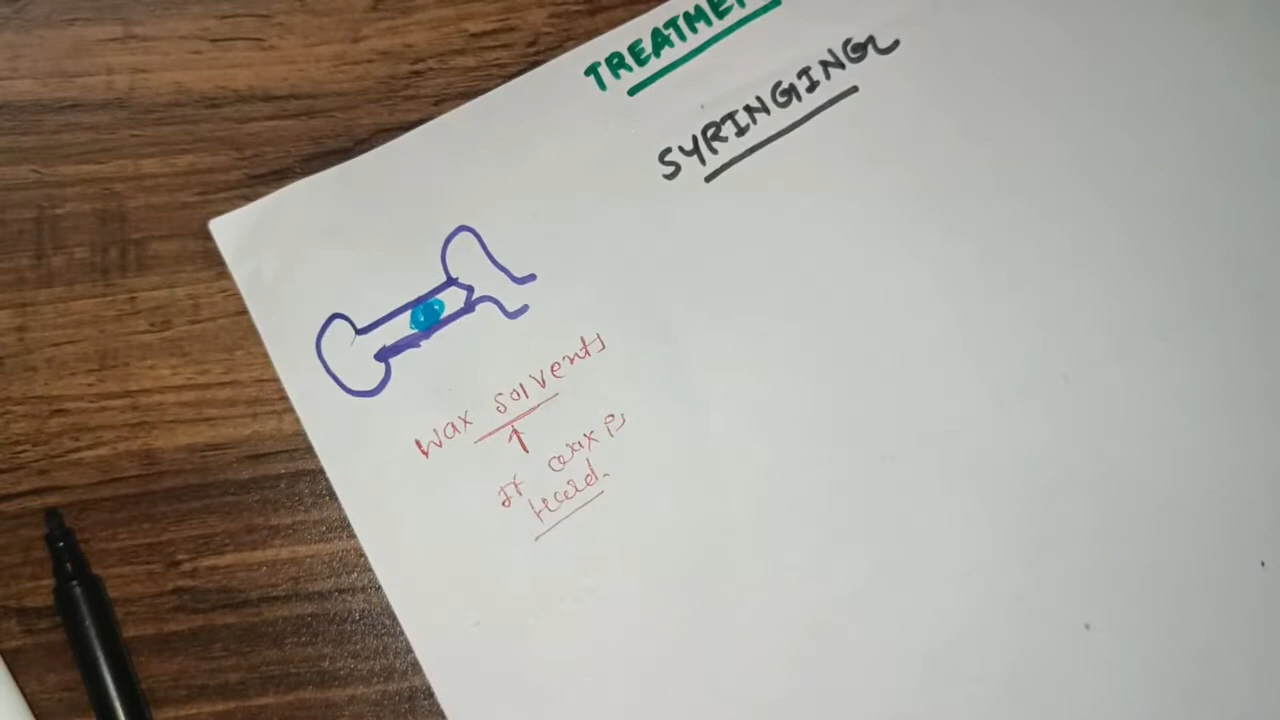 TREATMEN
SYRINGING
Wax solvents
If wax is
Hard.